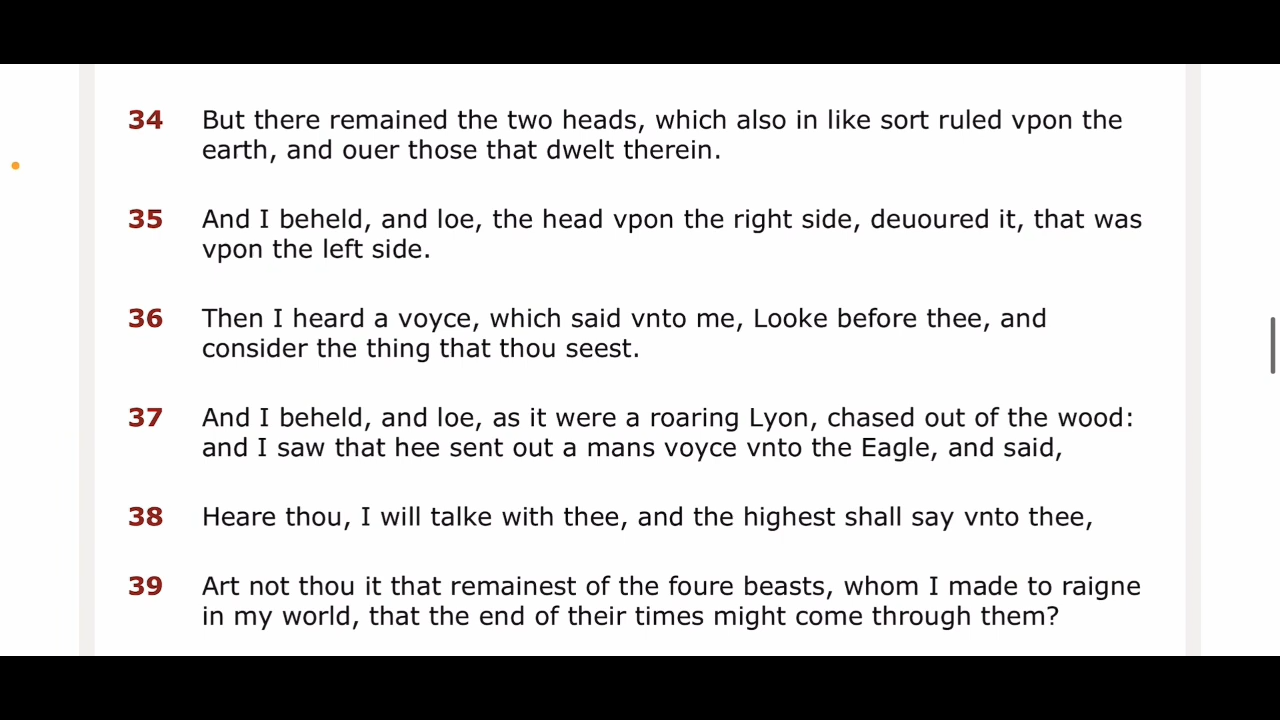 34 But there remained the two heads, which also in like sort ruled vpon the
earth, and ouer those that dwelt therein.
35 And I beheld, and loe, the head vpon the right side, deuoured it, that was
vpon the left side.
36 Then I heard a voyce, which said vnto me, Looke before thee, and
consider the thing that thou seest.
37 And I beheld, and loe, as it were a roaring Lyon, chased out of the wood:
and I saw that hee sent out a mans voyce vnto the Eagle, and said,
38 Heare thou, I will talke with thee, and the highest shall say vnto thee,
39 Art not thou it that remainest of the foure beasts, whom I made to raigne
in my world, that the end of their times might come through them?